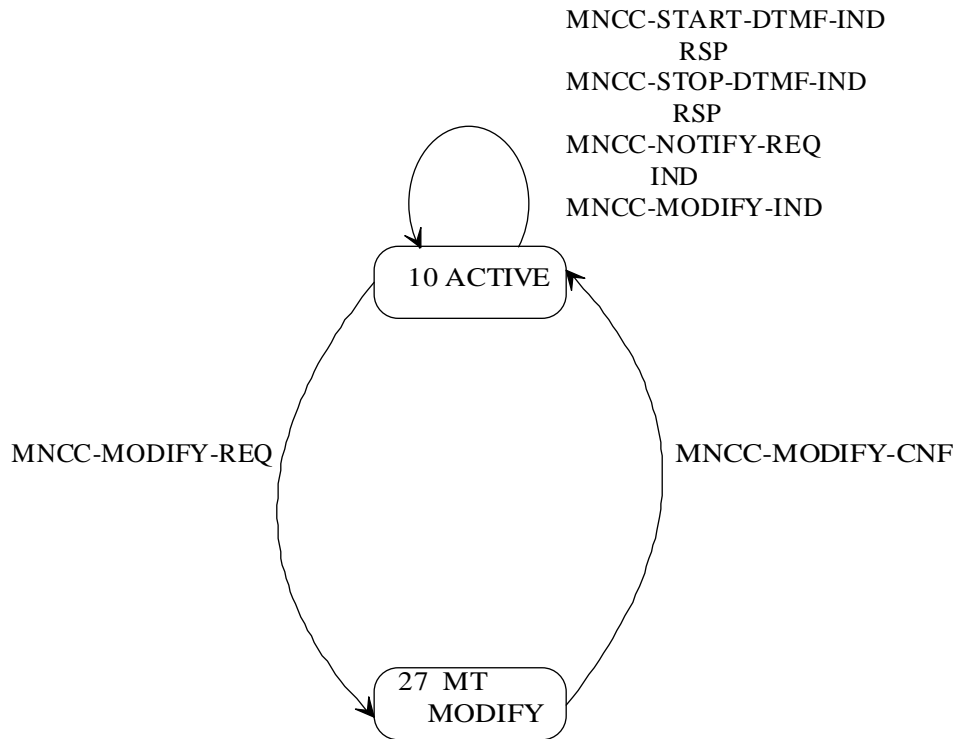 MNCC-START-DTMF-IND
RSP
MNCC-STOP-DTMF-IND
RSP
MNCC-NOTIFY-REQ
IND
MNCC-MODIFY-IND
10 ACTIVE
MNCC-MODIFY-REQ
MNCC-MODIFY-CNF
27 MT
MODIFY